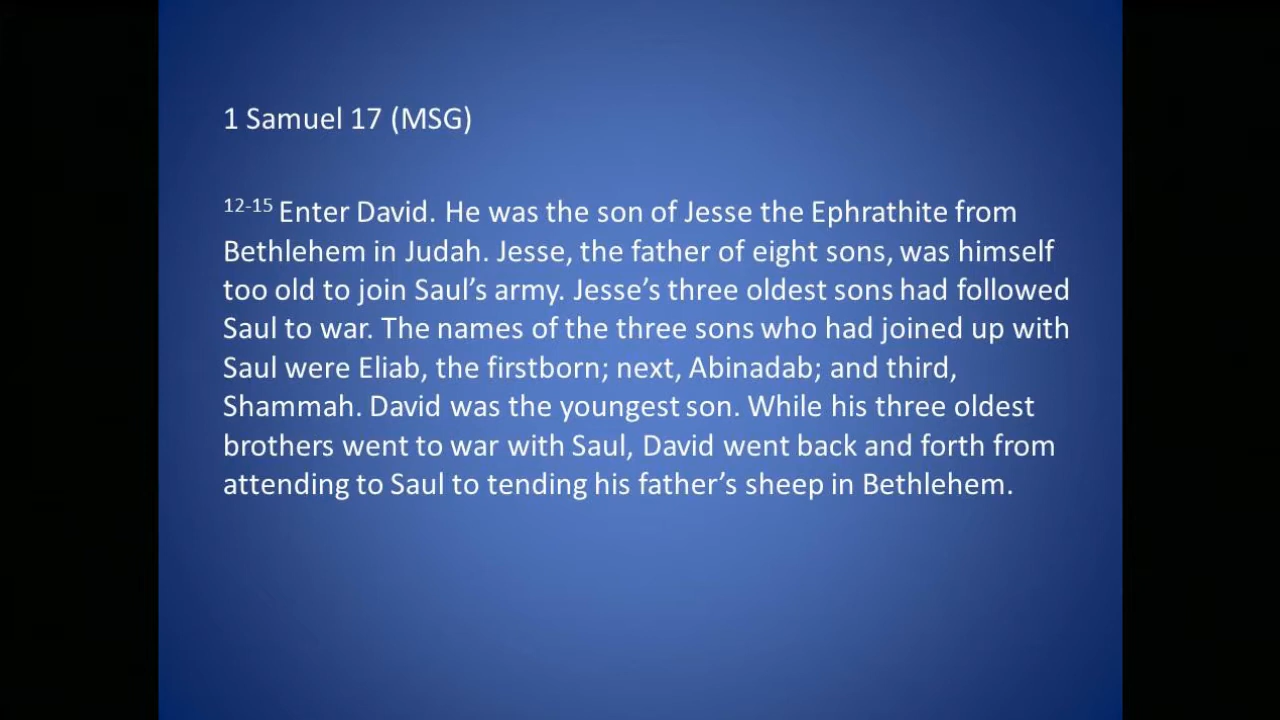 1 Samuel 17 (MSG)
12-15 Enter David. He was the son of Jesse the Ephrathite from
Bethlehem in Judah. Jesse, the father of eight sons, was himself
too old to join Saul’s army. Jesse’s three oldest sons had followed
Saul to war. The names of the three sons who had joined up with
Saul were Eliab, the firstborn; next, Abinadab; and third,
Shammah. David was the youngest son. While his three oldest
brothers went to war with Saul, David went back and forth from
attending to Saul to tending his father’s sheep in Bethlehem.